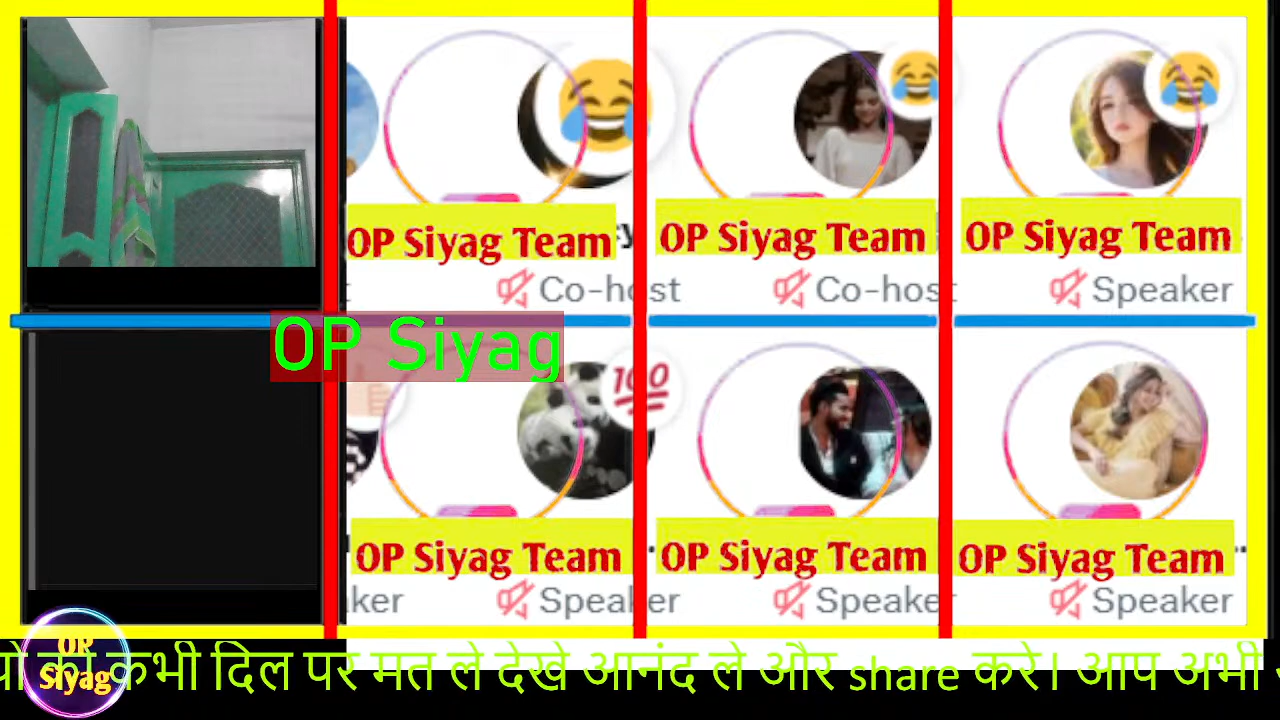 OP Siyag Team
OP Siyag Team
OP Siyag Team
Co-host
Co-host
Speaker
OP Siyag
100
OP Siyag Team
OP Siyag Team
OP Siyag Team
Speaker
Speaker
Speaker
OP
Siyag
कभी दिल पर मत ले देखे आनंद ले और share करे। आप अभी